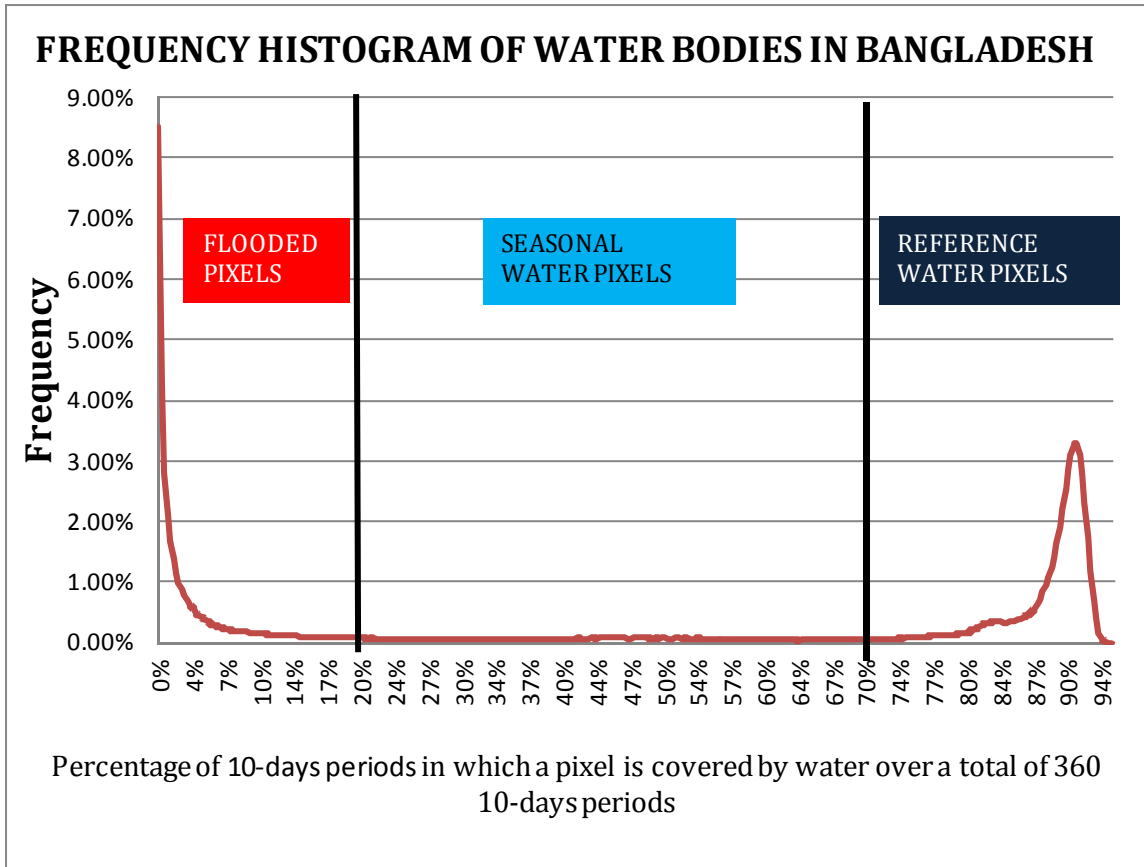 FREQUENCY HISTOGRAM OF WATER BODIES IN BANGLADESH
9.00%
8.00%
7.00%
6.00%
5.00%
4.00%
3.00%
2.00%
1.00%
0.00%
Frequency
FLOODED
PIXELS
SEASONAL
WATER PIXELS
REFERENCE
WATER PIXELS
0% 4% 7% 10% 14% 17% 20% 24% 27% 30% 34% 37% 40% 44% 47% 50% 54% 57% 60% 64% 67% 70% 74% 77% 80% 84% 87% 90% 94%
Percentage of 10-days periods in which a pixel is covered by water over a total of 360
10-days periods